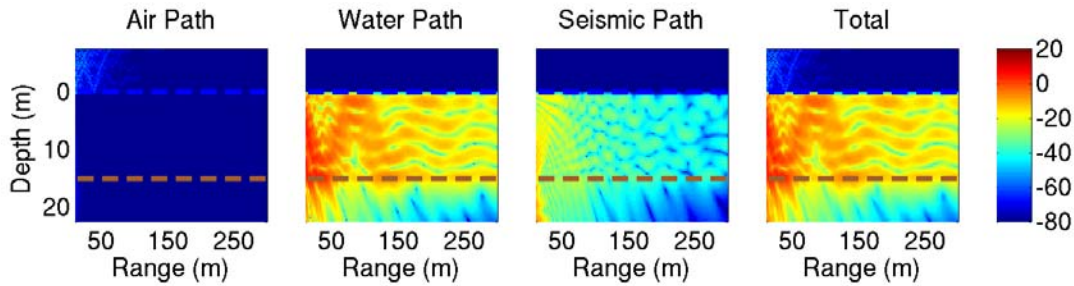 Air Path
Water Path
Seismic Path
Total
Depth (m)
0
10
20
50 150 250
Range (m)
50 150 250
Range (m)
50 150 250
Range (m)
50 150 250
Range (m)
20
0
-20
-40
-60
-80